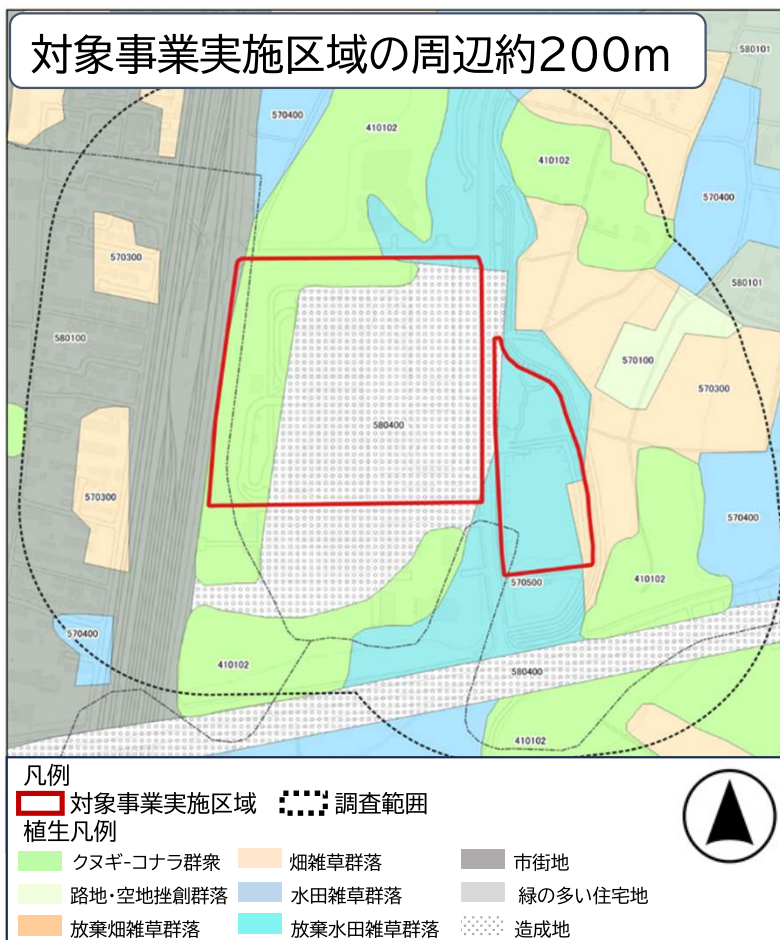 対象事業実施区域の周辺約200m
580101
570400
410102
410102
570400
570300
580101
580100
570100
570300
580400
570300
570400
570500
410102
570400
410102
580400
410102
凡例
対象事業実施区域 調査範囲
植生凡例
クヌギ-コナラ群衆 畑雑草群落 市街地
路地・空地挫創群落 水田雑草群落 緑の多い住宅地
放棄畑雑草群落 放棄水田雑草群落 造成地